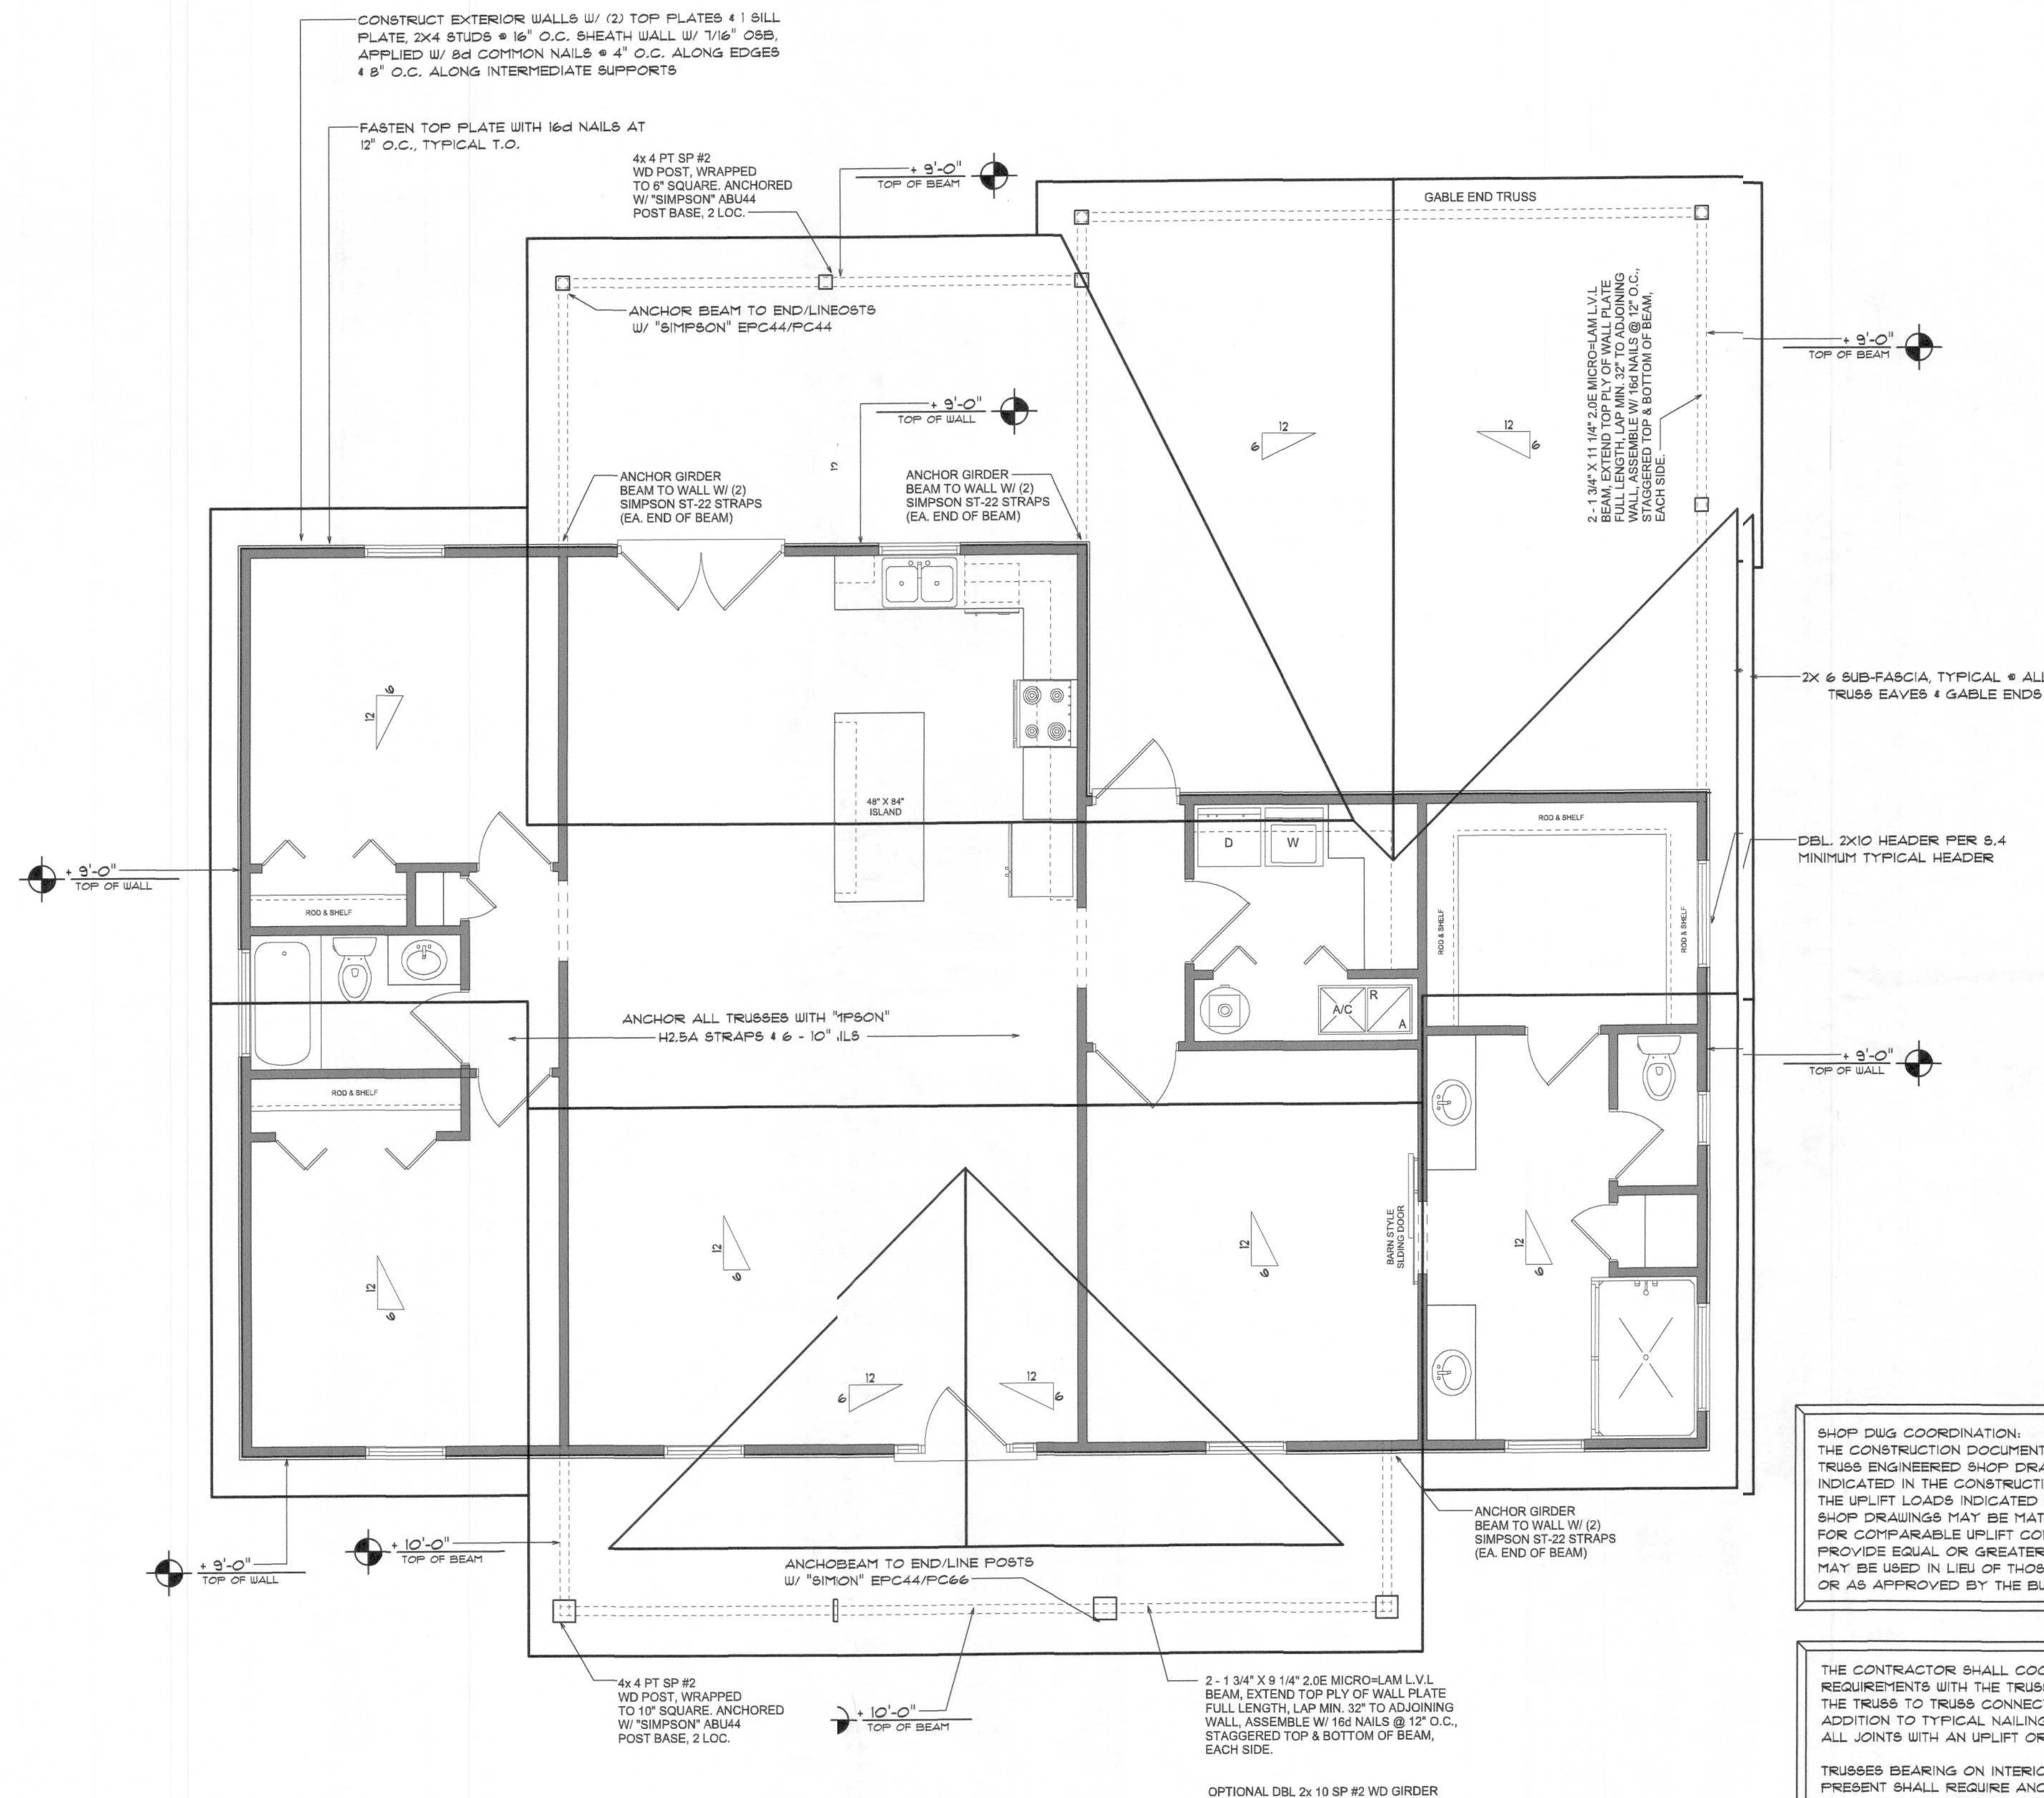 CONSTRUCT EXTERIOR WALLS W/ (2) TOP PLATES & 1 SILL
PLATE, 2X4 STUDS @ 16" O.C. SHEATH WALL W/ 7/16" OSB,
APPLIED W/ 8d COMMON NAILS @ 4" O.C. ALONG EDGES
& 8" O.C. ALONG INTERMEDIATE SUPPORTS
FASTEN TOP PLATE WITH 16d NAILS AT
12" O.C., TYPICAL T.O.
4x 4 PT SP #2
WD POST, WRAPPED
TO 6" SQUARE. ANCHORED
W/ "SIMPSON" ABU44
POST BASE, 2 LOC.
+ 9'-0"
TOP OF BEAM
GABLE END TRUSS
ANCHOR BEAM TO END/LINEOSTS
W/ "SIMPSON" EPC44/PC44
2 - 1 3/4" X 11 1/4" 2.0E MICRO=LAM L.V.L
BEAM, EXTEND TOP PLY OF WALL PLATE
FULL LENGTH, LAP MIN. 32" TO ADJOINING
WALL, ASSEMBLE W/ 16d NAILS @ 12" O.C.,
STAGGERED TOP & BOTTOM OF BEAM,
EACH SIDE.
+ 9'-0"
TOP OF BEAM
+ 9'-0"
TOP OF WALL
12
6
12
6
12
ANCHOR GIRDER
BEAM TO WALL W/ (2)
SIMPSON ST-22 STRAPS
(EA. END OF BEAM)
ANCHOR GIRDER
BEAM TO WALL W/ (2)
SIMPSON ST-22 STRAPS
(EA. END OF BEAM)
2X 6 SUB-FASCIA, TYPICAL @ ALL
TRUSS EAVES & GABLE ENDS
6
12
48" X 84"
ISLAND
D
W
ROD & SHELF
DBL. 2X10 HEADER PER S.4
MINIMUM TYPICAL HEADER
+ 9'-0"
TOP OF WALL
ROD & SHELF
ROD & SHELF
ROD & SHELF
A/C
R
A
ANCHOR ALL TRUSSES WITH "1PSON"
H2.5A STRAPS & 6 - 10" ILS
+ 9'-0"
TOP OF WALL
ROD & SHELF
BARN STYLE
SLDING DOOR
12
6
12
6
12
6
12
6
12
6
12
6
SHOP DWG COORDINATION:
THE CONSTRUCTION DOCUMENT
TRUSS ENGINEERED SHOP DRA
INDICATED IN THE CONSTRUCTI
THE UPLIFT LOADS INDICATED
SHOP DRAWINGS MAY BE MAT
FOR COMPARABLE UPLIFT CO
PROVIDE EQUAL OR GREATER
MAY BE USED IN LIEU OF THOS
OR AS APPROVED BY THE BU
ANCHOR GIRDER
BEAM TO WALL W/ (2)
SIMPSON ST-22 STRAPS
(EA. END OF BEAM)
+ 9'-0"
TOP OF WALL
+ 10'-0"
TOP OF BEAM
ANCHOBEAM TO END/LINE POSTS
W/ "SIMION" EPC44/PC66
4x 4 PT SP #2
WD POST, WRAPPED
TO 10" SQUARE. ANCHORED
W/ "SIMPSON" ABU44
POST BASE, 2 LOC.
+ 10'-0"
TOP OF BEAM
2 - 1 3/4" X 9 1/4" 2.0E MICRO=LAM L.V.L
BEAM, EXTEND TOP PLY OF WALL PLATE
FULL LENGTH, LAP MIN. 32" TO ADJOINING
WALL, ASSEMBLE W/ 16d NAILS @ 12" O.C.,
STAGGERED TOP & BOTTOM OF BEAM,
EACH SIDE.
OPTIONAL DBL 2x 10 SP #2 WD GIRDER
THE CONTRACTOR SHALL COO
REQUIREMENTS WITH THE TRUS
THE TRUSS TO TRUSS CONNECT
ADDITION TO TYPICAL NAILING
ALL JOINTS WITH AN UPLIFT OR
TRUSSES BEARING ON INTERIO
PRESENT SHALL REQUIRE ANC